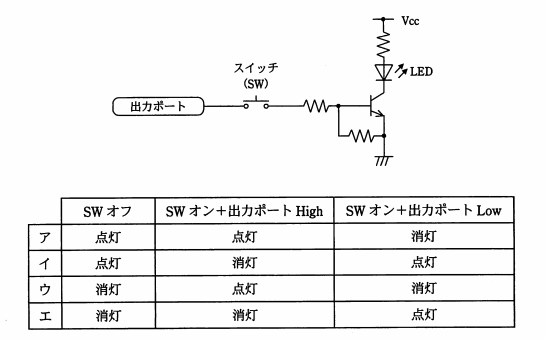 Vcc
スイッチ
(SW)
LED
出力ポート
SW オフ SW オン＋出力ポート High SW オン＋出力ポート Low
ア 点灯 点灯 消灯
イ 点灯 消灯 点灯
ウ 消灯 点灯 消灯
エ 消灯 消灯 点灯